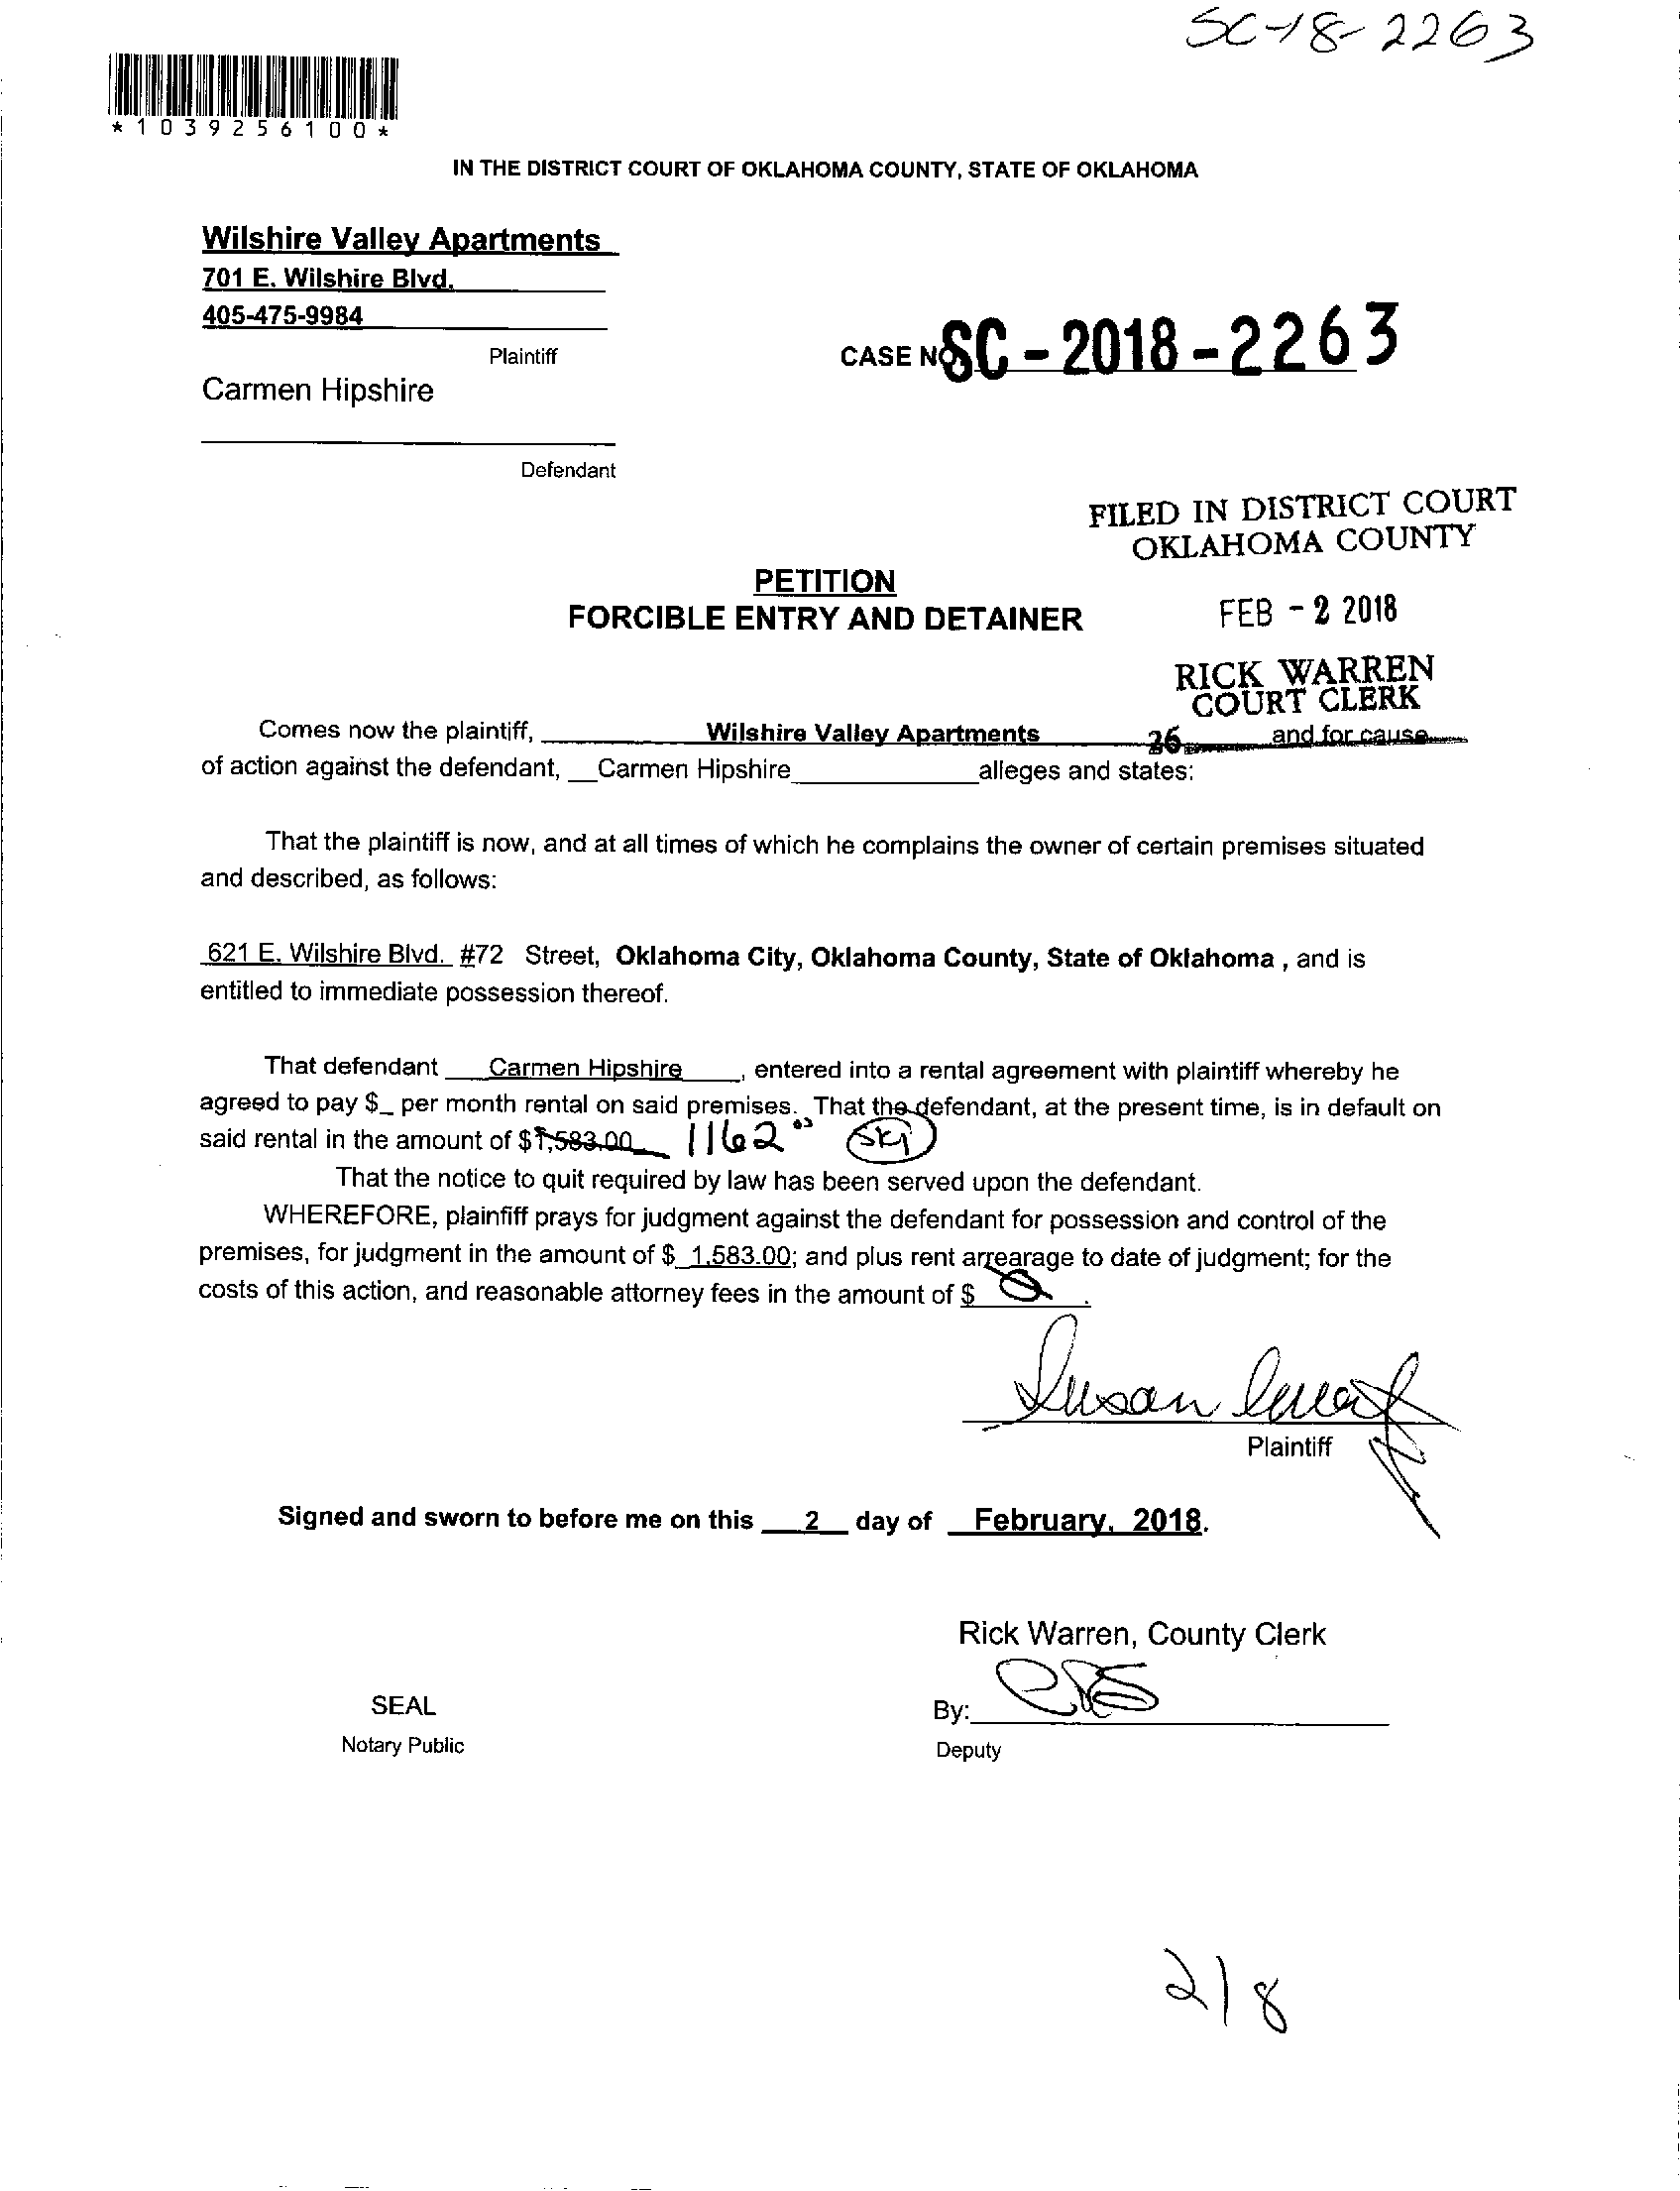 SC-18-2263
*1039256100*
IN THE DISTRICT COURT OF OKLAHOMA COUNTY, STATE OF OKLAHOMA
Wilshire Valley Apartments
701 E. Wilshire Blvd.
405-475-9984
Plaintiff
CASE NO SC-2018-2263
Carmen Hipshire
Defendant
FILED IN DISTRICT COURT
OKLAHOMA COUNTY
PETITION
FORCIBLE ENTRY AND DETAINER
FEB - 2 2018
RICK WARREN
COURT CLERK
Comes now the plaintiff, Wilshire Valley Apartments 26 and for cause
of action against the defendant, __Carmen Hipshire_ alleges and states:
That the plaintiff is now, and at all times of which he complains the owner of certain premises situated
and described, as follows:
621 E. Wilshire Blvd. #72 Street, Oklahoma City, Oklahoma County, State of Oklahoma , and is
entitled to immediate possession thereof.
That defendant ___Carmen Hipshire___, entered into a rental agreement with plaintiff whereby he
agreed to pay $_ per month rental on said premises. That the defendant, at the present time, is in default on
said rental in the amount of $1,583.00 1162 SKJ
That the notice to quit required by law has been served upon the defendant.
WHEREFORE, plainfiff prays for judgment against the defendant for possession and control of the
premises, for judgment in the amount of $_1,583.00; and plus rent arrearage to date of judgment; for the
costs of this action, and reasonable attorney fees in the amount of $ .
Susan
Plaintiff
Signed and sworn to before me on this 2 day of February, 2018.
Rick Warren, County Clerk
SEAL
By:
Notary Public
Deputy
2/8